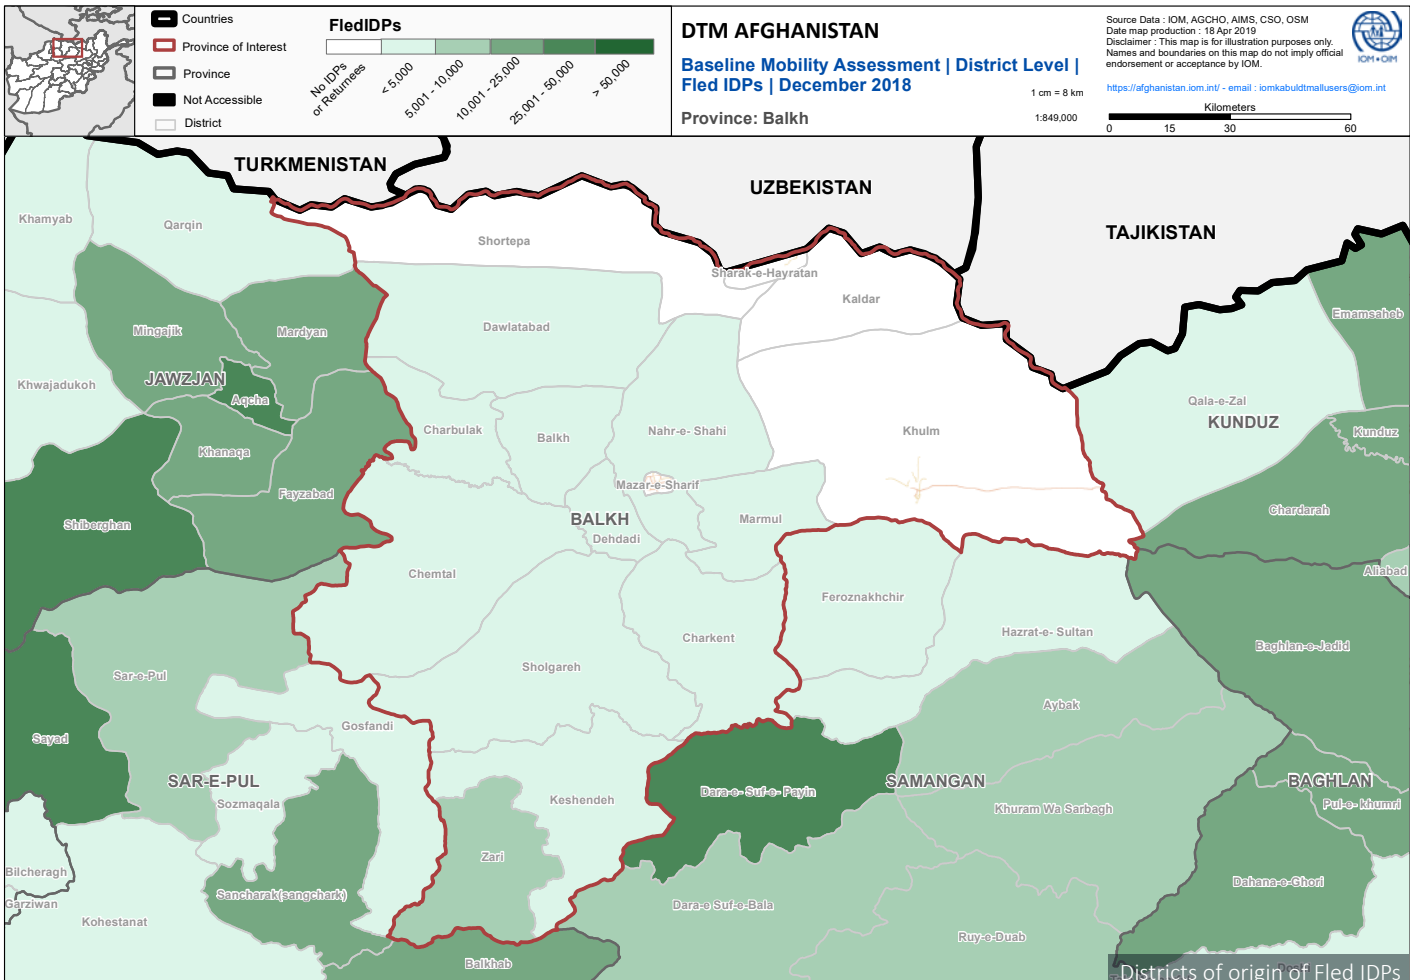 Countries
Province of Interest
Province
Not Accessible
District
FledIDPs
No IDPs
or Returnees
< 5,000
5,001 - 10,000
10,001 - 25,000
25,001 - 50,000
> 50,000
DTM AFGHANISTAN
Baseline Mobility Assessment | District Level |
Fled IDPs | December 2018
Province: Balkh
1 cm = 8 km
1:849,000
Source Data : IOM, AGCHO, AIMS, CSO, OSM
Date map production : 18 Apr 2019
Disclaimer : This map is for illustration purposes only.
Names and boundaries on this map do not imply official
endorsement or acceptance by IOM.
https://afghanistan.iom.int/ - email : iomkabuldtmallusers@iom.int
Kilometers
0 15 30 60
IOM • OIM
TURKMENISTAN
UZBEKISTAN
TAJIKISTAN
Khamyab
Qarqin
Shortepa
Sharak-e-Hayratan
Kaldar
Emamsaheb
Mingajik
Mardyan
Dawlatabad
JAWZJAN
Khwajadukoh
Aqcha
Qala-e-Zal
KUNDUZ
Charbulak
Balkh
Nahr-e- Shahi
Khulm
Kunduz
Khanaqa
Fayzabad
Mazar-e-Sharif
Shiberghan
BALKH
Marmul
Dehdadi
Chardarah
Chemtal
Aliabad
Feroznakhchir
Hazrat-e- Sultan
Charkent
Sholgareh
Baghlan-e-Jadid
Sar-e-Pul
Aybak
Gosfandi
Sayad
SAR-E-PUL
Sozmaqala
Dara-e- Suf-e- Payin
SAMANGAN
BAGHLAN
Keshendeh
Khuram Wa Sarbagh
Pul-e- khumri
Zari
Bilcheragh
Sancharak(sangchark)
Dahana-e-Ghori
Garziwan
Kohestanat
Dara-e Suf-e-Bala
Ruy-e-Duab
Balkhab
Districts of origin of Fled IDPs